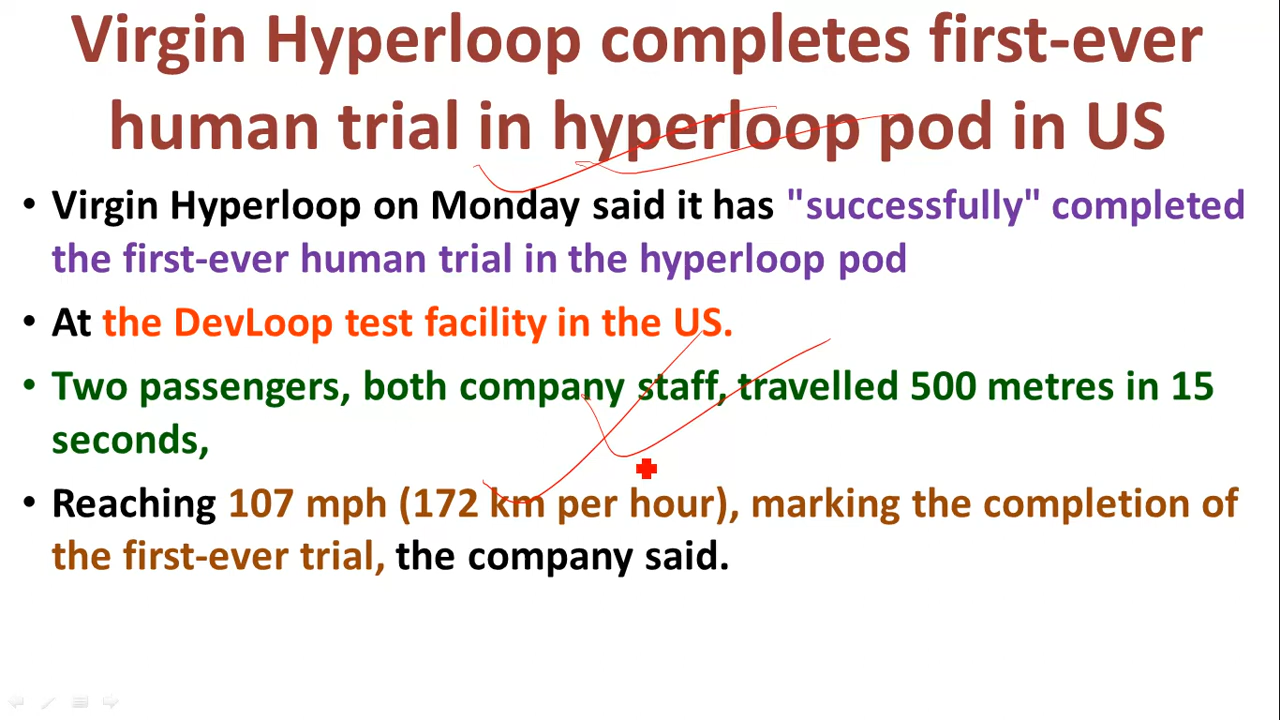 Virgin Hyperloop completes first-ever
human trial in hyperloop pod in US
• Virgin Hyperloop on Monday said it has "successfully" completed
the first-ever human trial in the hyperloop pod
• At the DevLoop test facility in the US.
• Two passengers, both company staff, travelled 500 metres in 15
seconds,
• Reaching 107 mph (172 km per hour), marking the completion of
the first-ever trial, the company said.